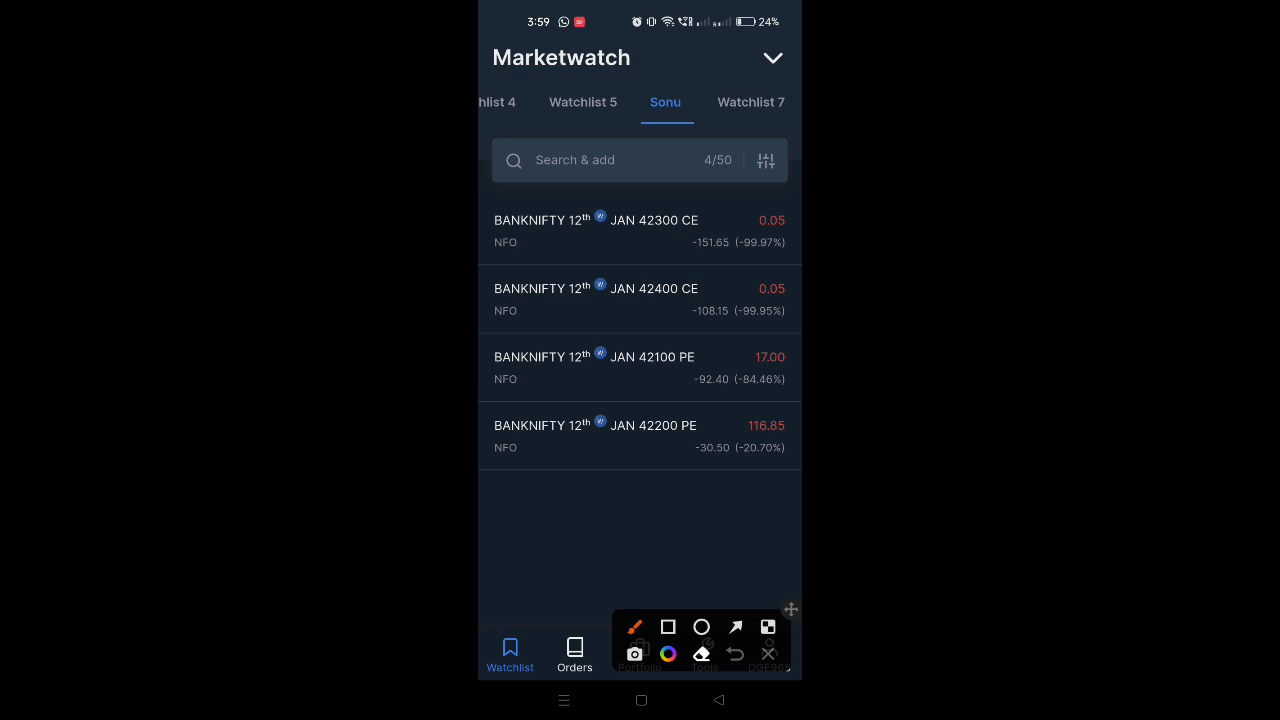 3:59 24%
Marketwatch
hlist 4 Watchlist 5 Sonu Watchlist 7
Search & add 4/50
BANKNIFTY 12th W JAN 42300 CE 0.05
NFO -151.65 (-99.97%)
BANKNIFTY 12th W JAN 42400 CE 0.05
NFO -108.15 (-99.95%)
BANKNIFTY 12th W JAN 42100 PE 17.00
NFO -92.40 (-84.46%)
BANKNIFTY 12th W JAN 42200 PE 116.85
NFO -30.50 (-20.70%)
Watchlist Orders Portfolio Tools